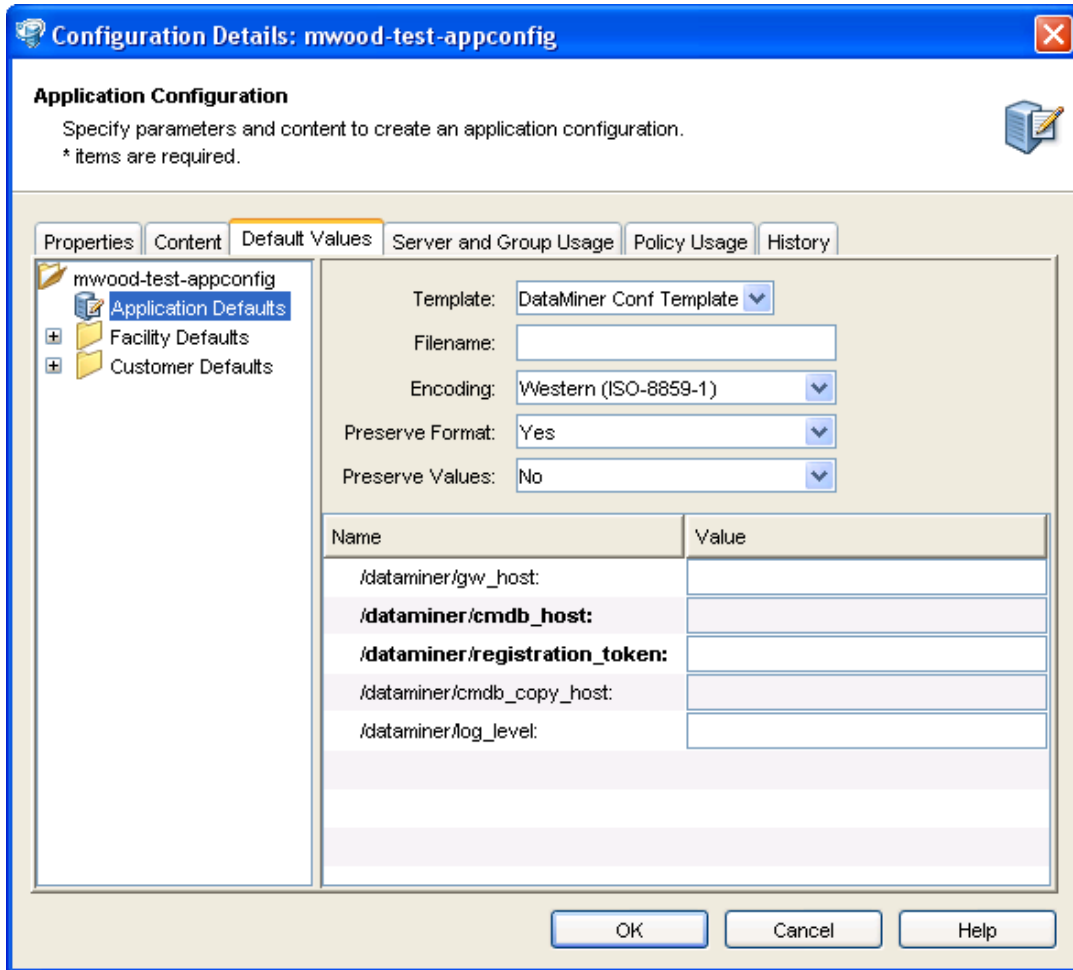 Configuration Details: mwood-test-appconfig
Application Configuration
Specify parameters and content to create an application configuration.
* items are required.
Properties Content Default Values Server and Group Usage Policy Usage History
mwood-test-appconfig
Application Defaults
Facility Defaults
Customer Defaults
Template: DataMiner Conf Template
Filename:
Encoding: Western (ISO-8859-1)
Preserve Format: Yes
Preserve Values: No
Name Value
/dataminer/gw_host:
/dataminer/cmdb_host:
/dataminer/registration_token:
/dataminer/cmdb_copy_host:
/dataminer/log_level:
OK Cancel Help